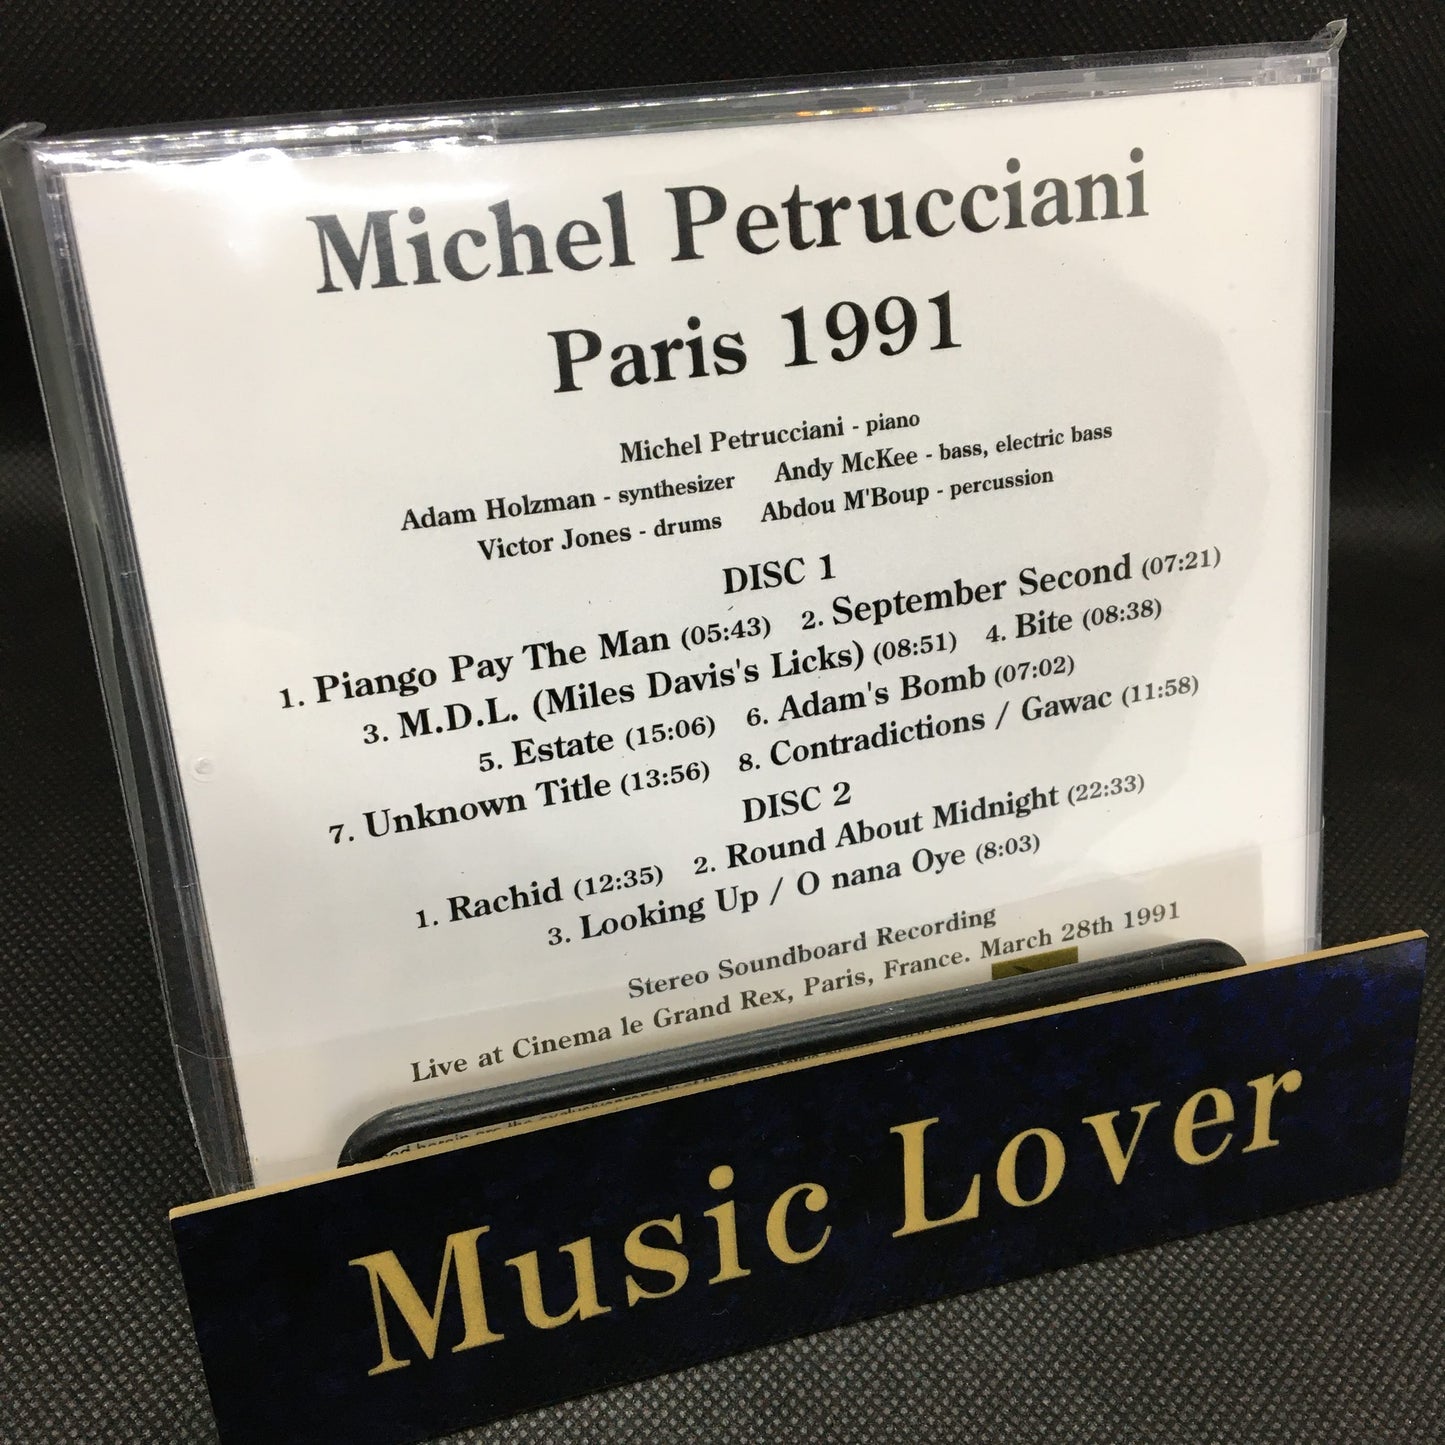 Michel Petrucciani
Paris 1991
Michel Petrucciani - piano
Adam Holzman - synthesizer Andy McKee - bass, electric bass
Victor Jones - drums Abdou M'Boup - percussion
DISC 1
1. Piango Pay The Man (05:43) 2. September Second (07:21)
3. M.D.L. (Miles Davis's Licks) (08:51) 4. Bite (08:38)
5. Estate (15:06) 6. Adam's Bomb (07:02)
7. Unknown Title (13:56) 8. Contradictions / Gawac (11:58)
DISC 2
1. Rachid (12:35) 2. Round About Midnight (22:33)
3. Looking Up / O nana Oye (8:03)
Stereo Soundboard Recording
Live at Cinema le Grand Rex, Paris, France. March 28th 1991
Music Lover